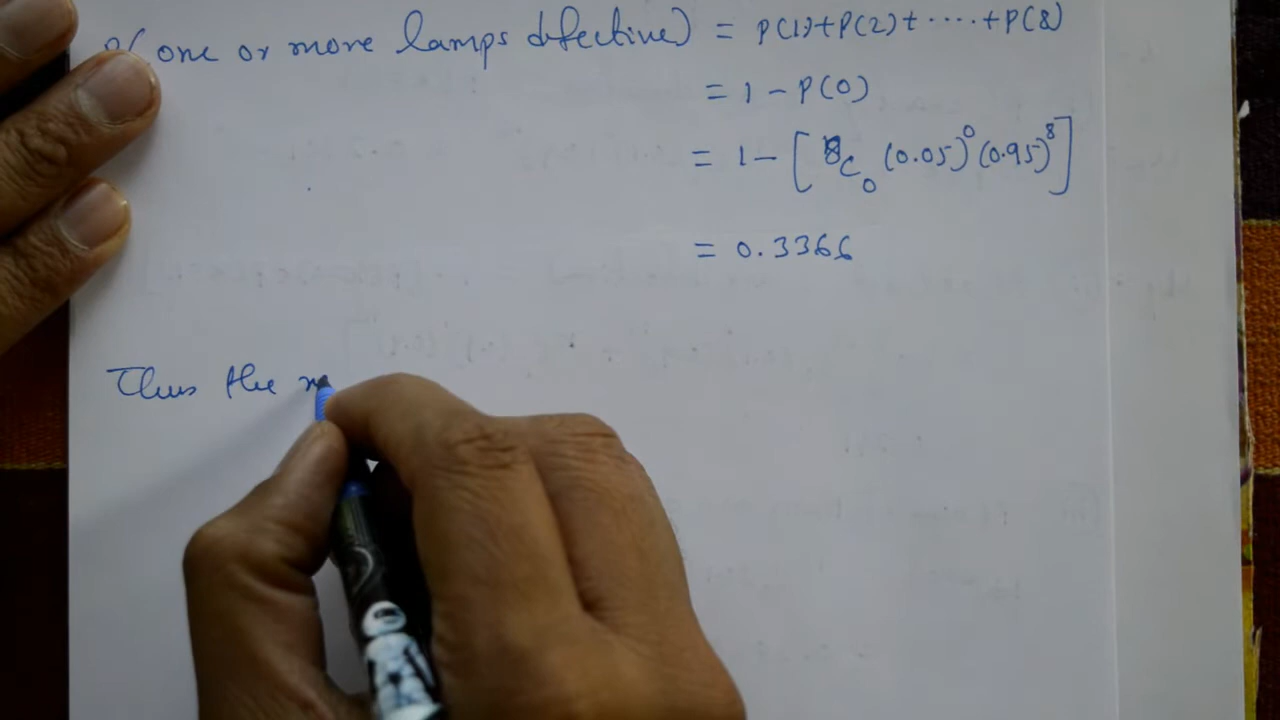 P(one or more lamps defective) = P(1)+P(2)+.....+P(8)
= 1 - P(0)
= 1 - [8C₀ (0.05)⁰ (0.95)⁸]
= 0.3366
Thus the